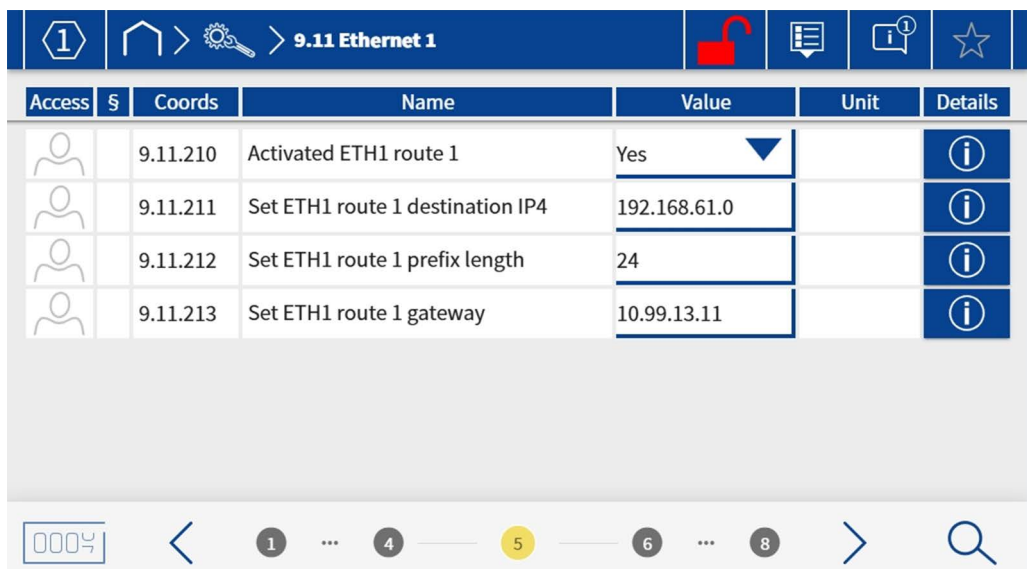 1 9.11 Ethernet 1 i 1
Access § Coords Name Value Unit Details
9.11.210 Activated ETH1 route 1 Yes i
9.11.211 Set ETH1 route 1 destination IP4 192.168.61.0 i
9.11.212 Set ETH1 route 1 prefix length 24 i
9.11.213 Set ETH1 route 1 gateway 10.99.13.11 i
1 ... 4 5 6 ... 8